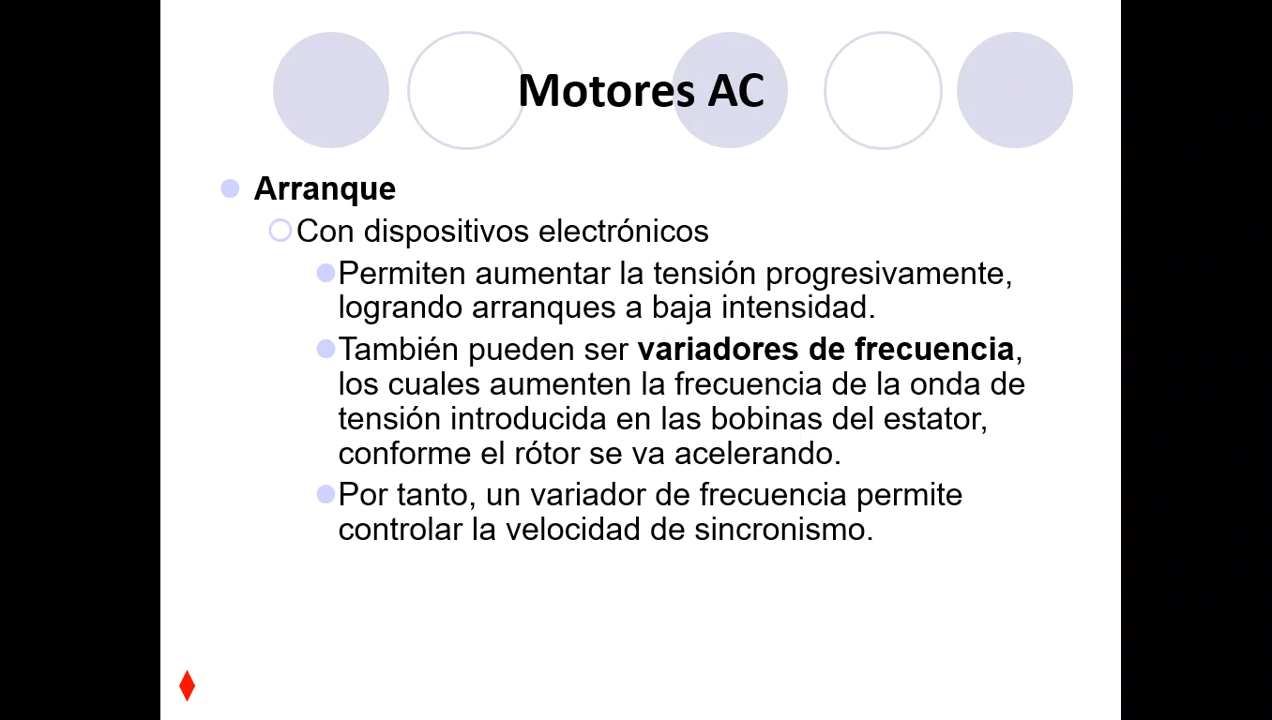 Motores AC
Arranque
Con dispositivos electrónicos
Permiten aumentar la tensión progresivamente,
logrando arranques a baja intensidad.
También pueden ser variadores de frecuencia,
los cuales aumenten la frecuencia de la onda de
tensión introducida en las bobinas del estator,
conforme el rótor se va acelerando.
Por tanto, un variador de frecuencia permite
controlar la velocidad de sincronismo.